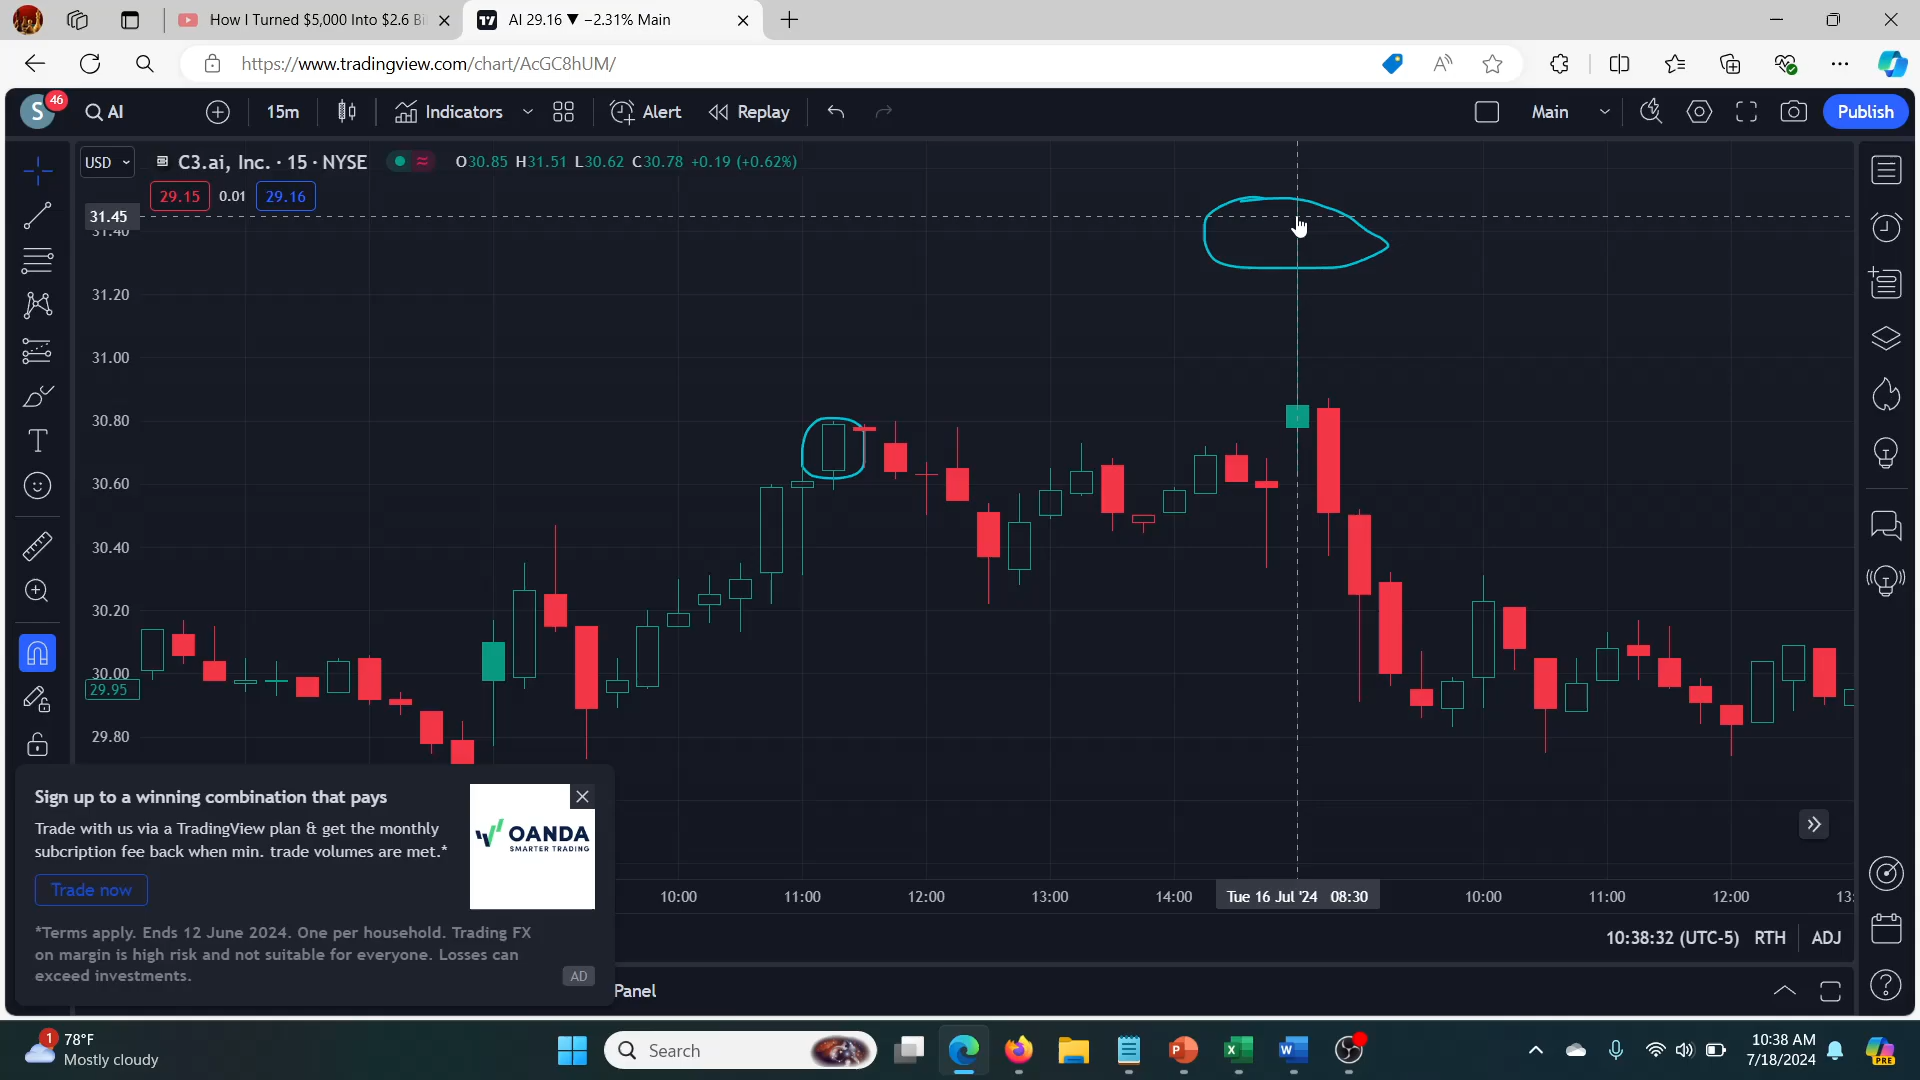 How I Turned $5,000 Into $2.6 Bi
AI 29.16 ▼ −2.31% Main
https://www.tradingview.com/chart/AcGC8hUM/
S
46
AI
15m
Indicators
Alert
Replay
Main
Publish
USD
C3.ai, Inc. · 15 · NYSE
O30.85 H31.51 L30.62 C30.78 +0.19 (+0.62%)
29.15
0.01
29.16
31.45
31.40
31.20
31.00
30.80
30.60
30.40
30.20
30.00
29.95
29.80
Sign up to a winning combination that pays
Trade with us via a TradingView plan & get the monthly
subcription fee back when min. trade volumes are met.*
Trade now
OANDA
SMARTER TRADING
*Terms apply. Ends 12 June 2024. One per household. Trading FX
on margin is high risk and not suitable for everyone. Losses can
exceed investments.
AD
10:00
11:00
12:00
13:00
14:00
Tue 16 Jul '24 08:30
10:00
11:00
12:00
13:
10:38:32 (UTC-5)
RTH
ADJ
Panel
1
78°F
Mostly cloudy
Search
10:38 AM
7/18/2024
PRE